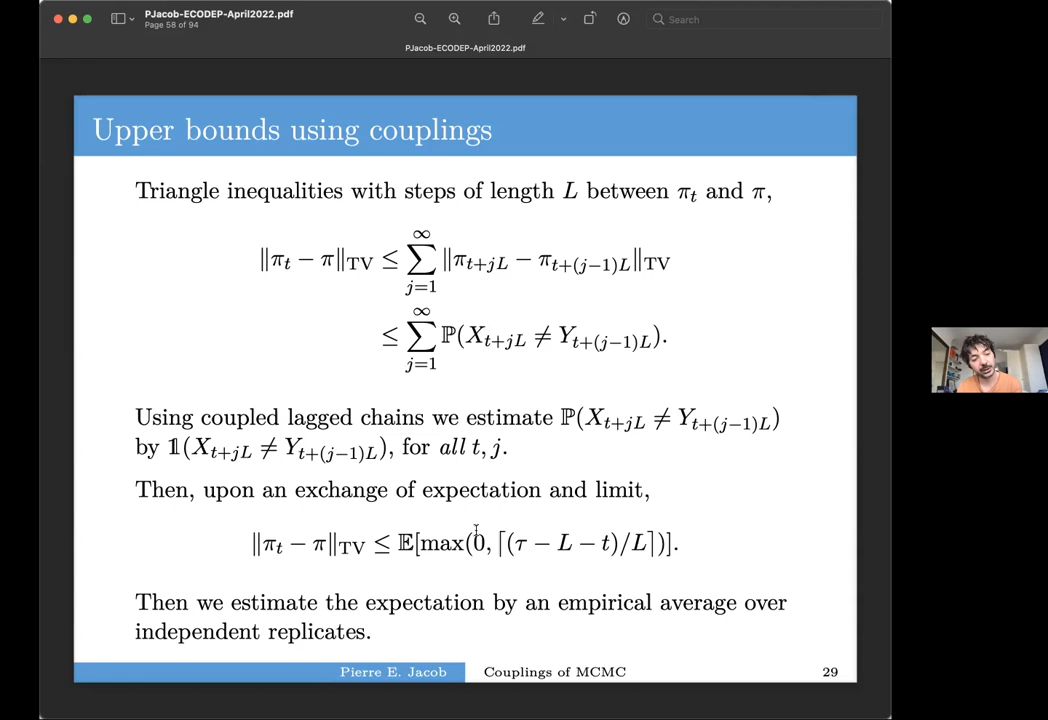 PJacob-ECODEP-April2022.pdf
Page 58 of 94
Search
PJacob-ECODEP-April2022.pdf
Upper bounds using couplings
Triangle inequalities with steps of length L between π_t and π,
‖π_t − π‖_TV ≤ ∑_{j=1}^{∞} ‖π_{t+jL} − π_{t+(j−1)L}‖_TV
≤ ∑_{j=1}^{∞} ℙ(X_{t+jL} ≠ Y_{t+(j−1)L}).
Using coupled lagged chains we estimate ℙ(X_{t+jL} ≠ Y_{t+(j−1)L})
by 𝟙(X_{t+jL} ≠ Y_{t+(j−1)L}), for all t, j.
Then, upon an exchange of expectation and limit,
‖π_t − π‖_TV ≤ 𝔼[max(0, ⌈(τ − L − t)/L⌉)].
Then we estimate the expectation by an empirical average over
independent replicates.
Pierre E. Jacob Couplings of MCMC 29